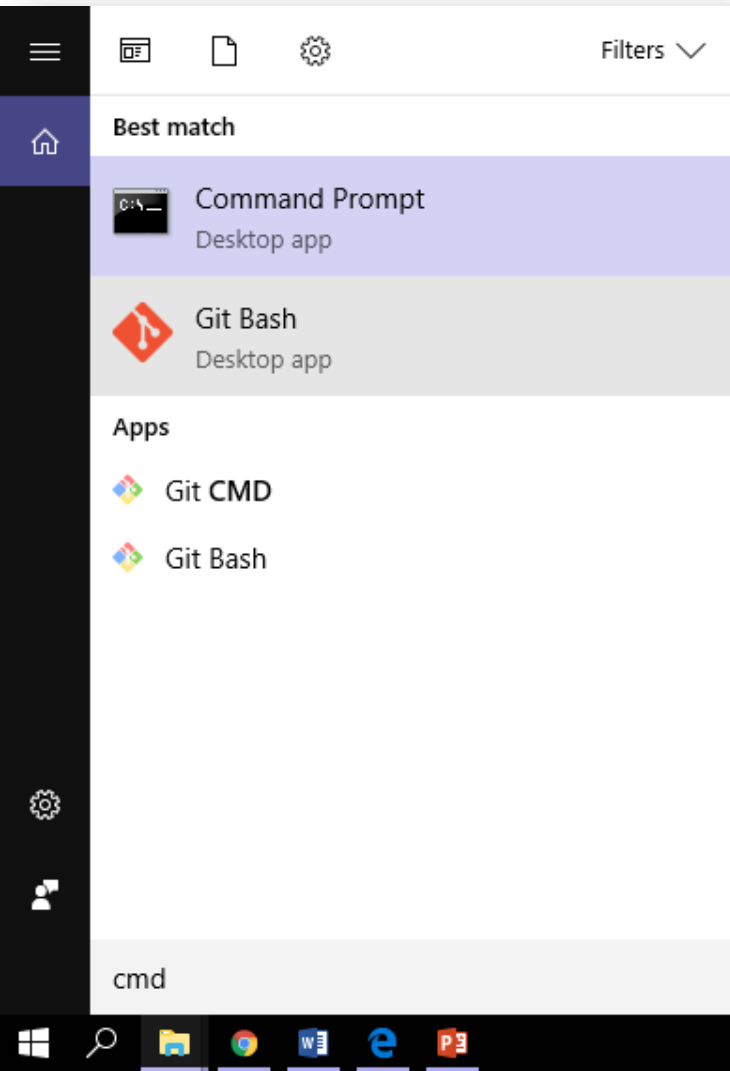 Filters
Best match
C:\_
Command Prompt
Desktop app
Git Bash
Desktop app
Apps
Git CMD
Git Bash
cmd